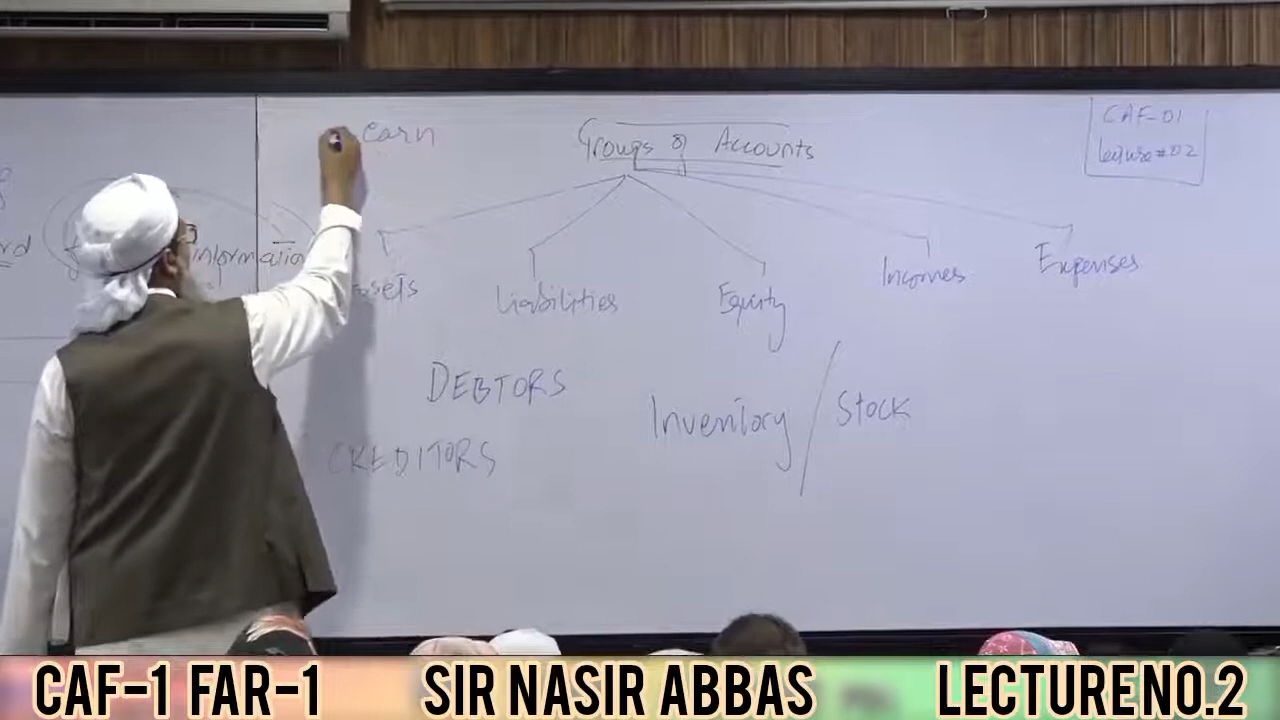 earn
Groups of Accounts
CAF-01
Lecture #02
information
Assets
Liabilities
Equity
Incomes
Expenses
DEBTORS
Inventory / Stock
CREDITORS
CAF-1 FAR-1 SIR NASIR ABBAS LECTURE NO.2